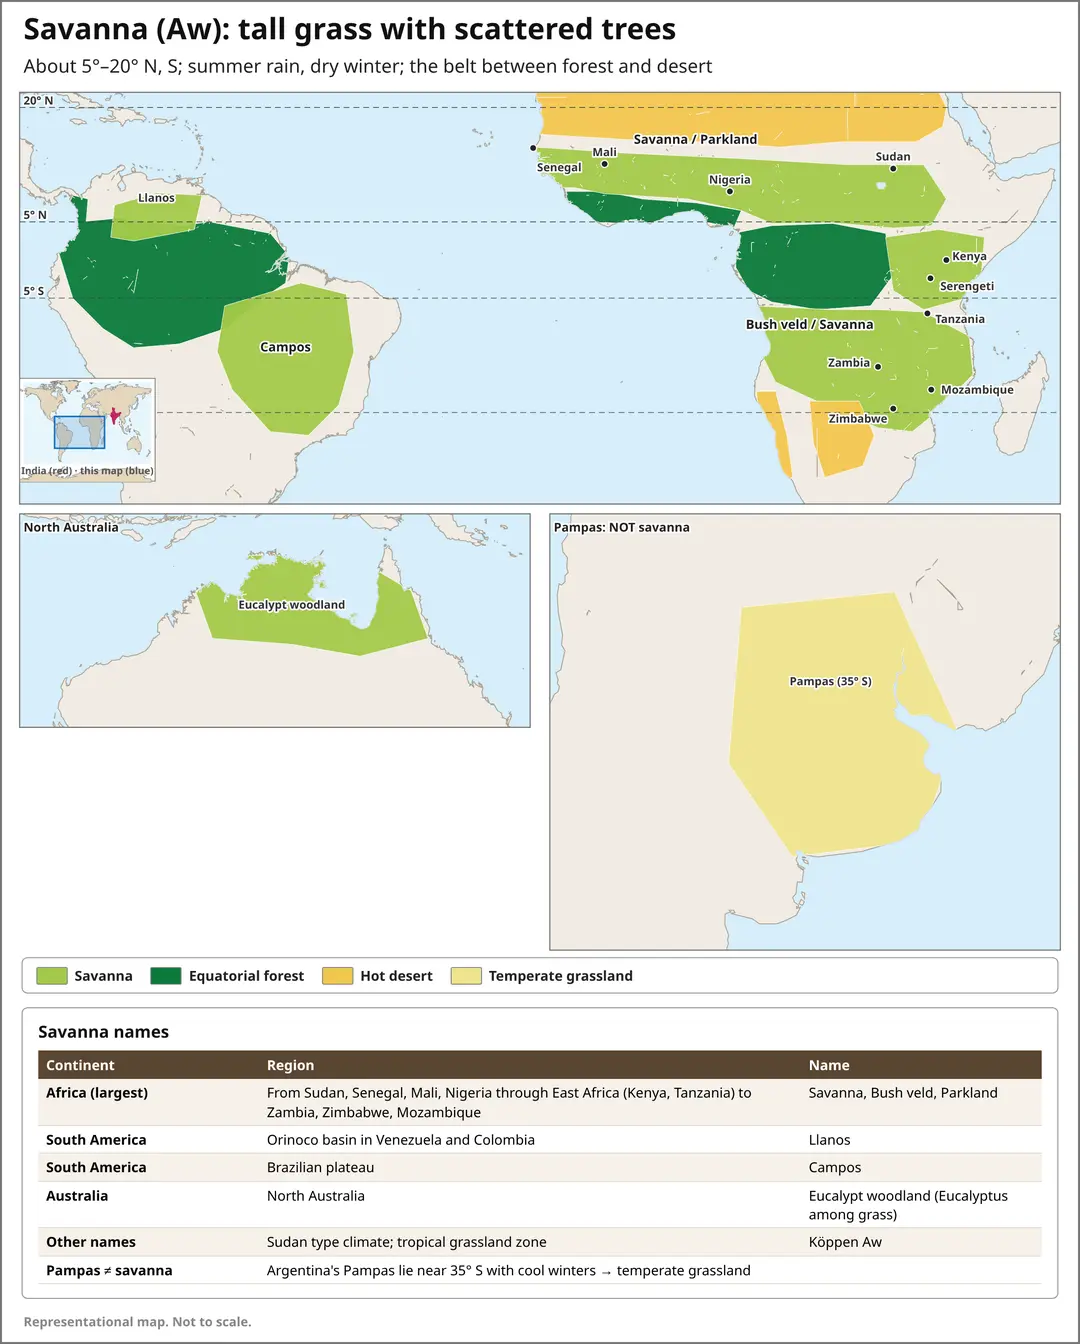 Savanna (Aw): tall grass with scattered trees
About 5°–20° N, S; summer rain, dry winter; the belt between forest and desert
20° N
Savanna / Parkland
Mali
Senegal
Sudan
Nigeria
Llanos
5° N
Kenya
Serengeti
5° S
Tanzania
Bush veld / Savanna
Campos
Zambia
Mozambique
Zimbabwe
India (red) · this map (blue)
North Australia
Eucalypt woodland
Pampas: NOT savanna
Pampas (35° S)
Savanna
Equatorial forest
Hot desert
Temperate grassland
Savanna names
Continent Region Name
Africa (largest) From Sudan, Senegal, Mali, Nigeria through East Africa (Kenya, Tanzania) to Savanna, Bush veld, Parkland
Zambia, Zimbabwe, Mozambique
South America Orinoco basin in Venezuela and Colombia Llanos
South America Brazilian plateau Campos
Australia North Australia Eucalypt woodland (Eucalyptus
among grass)
Other names Sudan type climate; tropical grassland zone Köppen Aw
Pampas ≠ savanna Argentina's Pampas lie near 35° S with cool winters → temperate grassland
Representational map. Not to scale.